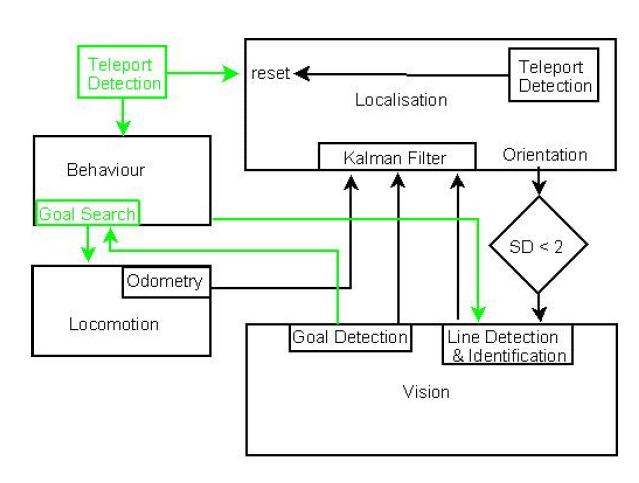 Teleport
Detection
reset
Teleport
Detection
Localisation
Kalman Filter
Orientation
Behaviour
Goal Search
SD < 2
Odometry
Locomotion
Goal Detection
Line Detection
& Identification
Vision